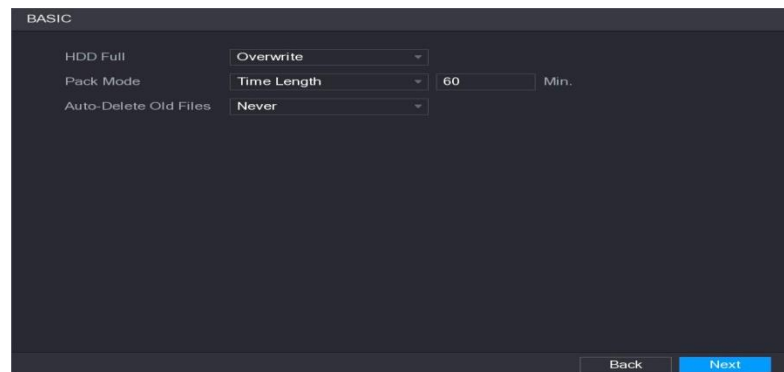 BASIC
HDD Full Overwrite
Pack Mode Time Length 60 Min.
Auto-Delete Old Files Never
Back Next